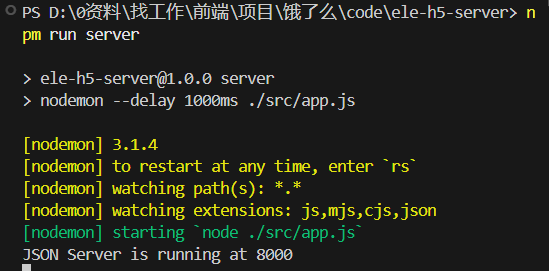 PS D:\0资料\找工作\前端\项目\饿了么\code\ele-h5-server> n
pm run server
> ele-h5-server@1.0.0 server
> nodemon --delay 1000ms ./src/app.js
[nodemon] 3.1.4
[nodemon] to restart at any time, enter `rs`
[nodemon] watching path(s): *.*
[nodemon] watching extensions: js,mjs,cjs,json
[nodemon] starting `node ./src/app.js`
JSON Server is running at 8000